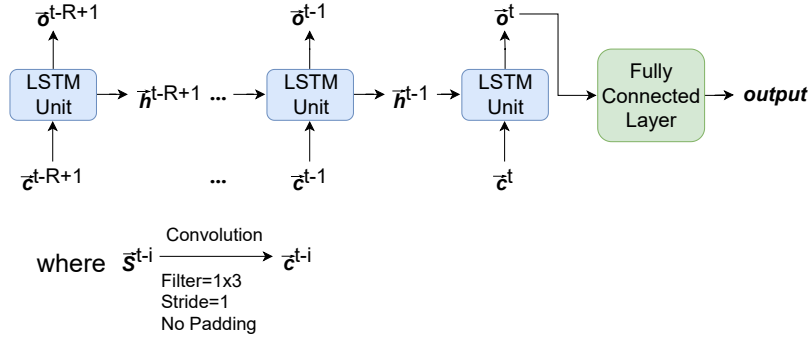 o⃗^t-R+1 o⃗^t-1 o⃗^t
LSTM
Unit
h⃗^t-R+1 ...
LSTM
Unit
h⃗^t-1
LSTM
Unit
Fully
Connected
Layer
output
c⃗^t-R+1 ... c⃗^t-1 c⃗^t
Convolution
where s⃗^t-i c⃗^t-i
Filter=1x3
Stride=1
No Padding